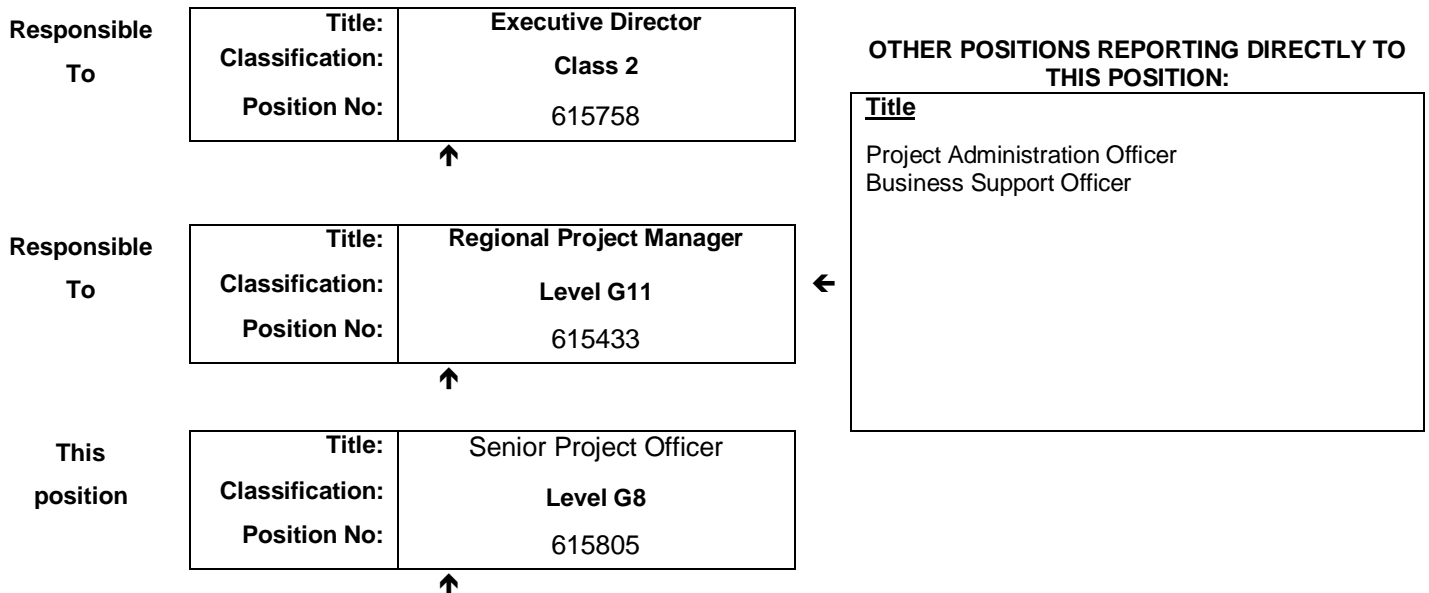 Responsible
To
Title: Executive Director
Classification: Class 2
Position No: 615758
OTHER POSITIONS REPORTING DIRECTLY TO
THIS POSITION:
Title
Project Administration Officer
Business Support Officer
Responsible
To
Title: Regional Project Manager
Classification: Level G11
Position No: 615433
This
position
Title: Senior Project Officer
Classification: Level G8
Position No: 615805